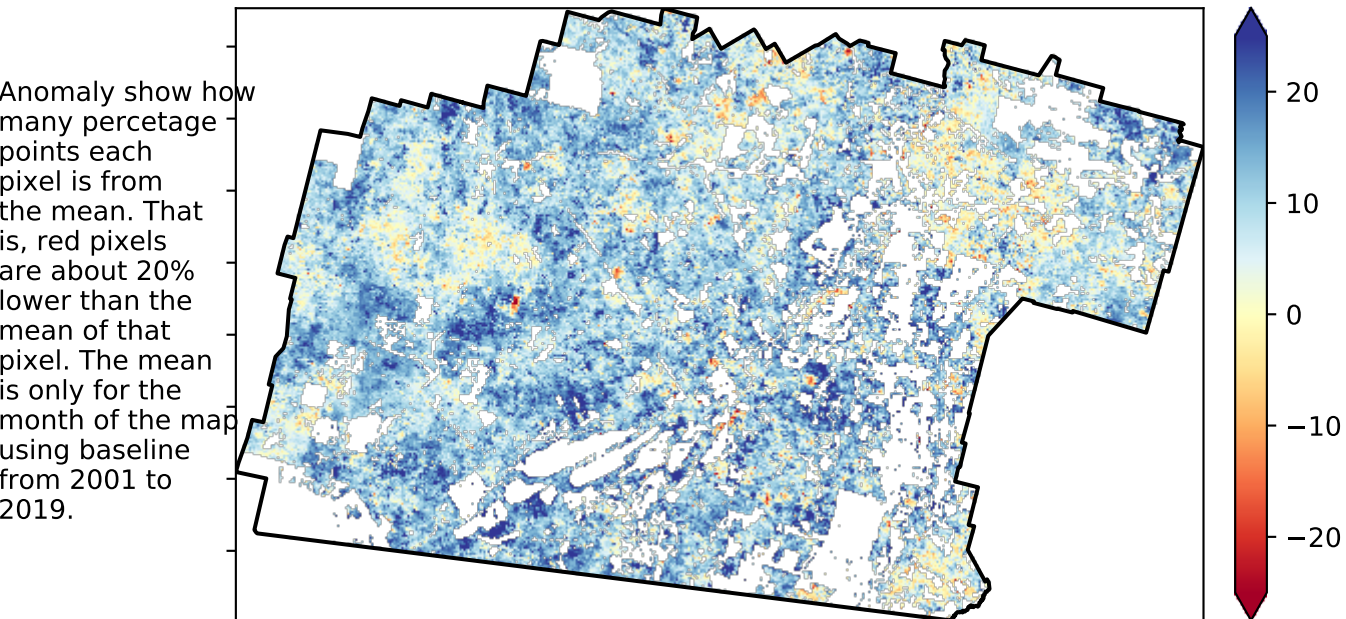 Anomaly show how
many percetage
points each
pixel is from
the mean. That
is, red pixels
are about 20%
lower than the
mean of that
pixel. The mean
is only for the
month of the map
using baseline
from 2001 to
2019.
20
10
0
−10
−20